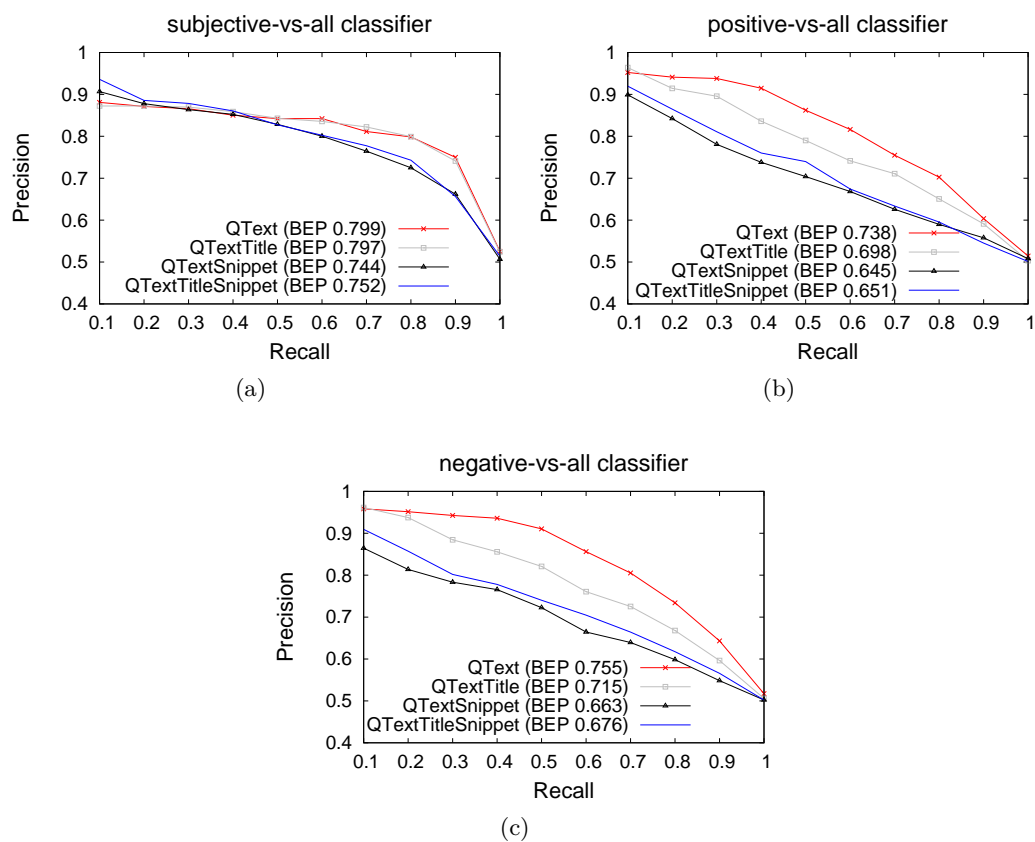 subjective-vs-all classifier
1
0.9
0.8
0.7
0.6
0.5
0.4
Precision
QText (BEP 0.799)
QTextTitle (BEP 0.797)
QTextSnippet (BEP 0.744)
QTextTitleSnippet (BEP 0.752)
0.1 0.2 0.3 0.4 0.5 0.6 0.7 0.8 0.9 1
Recall
(a)
positive-vs-all classifier
1
0.9
0.8
0.7
0.6
0.5
0.4
Precision
QText (BEP 0.738)
QTextTitle (BEP 0.698)
QTextSnippet (BEP 0.645)
QTextTitleSnippet (BEP 0.651)
0.1 0.2 0.3 0.4 0.5 0.6 0.7 0.8 0.9 1
Recall
(b)
negative-vs-all classifier
1
0.9
0.8
0.7
0.6
0.5
0.4
Precision
QText (BEP 0.755)
QTextTitle (BEP 0.715)
QTextSnippet (BEP 0.663)
QTextTitleSnippet (BEP 0.676)
0.1 0.2 0.3 0.4 0.5 0.6 0.7 0.8 0.9 1
Recall
(c)